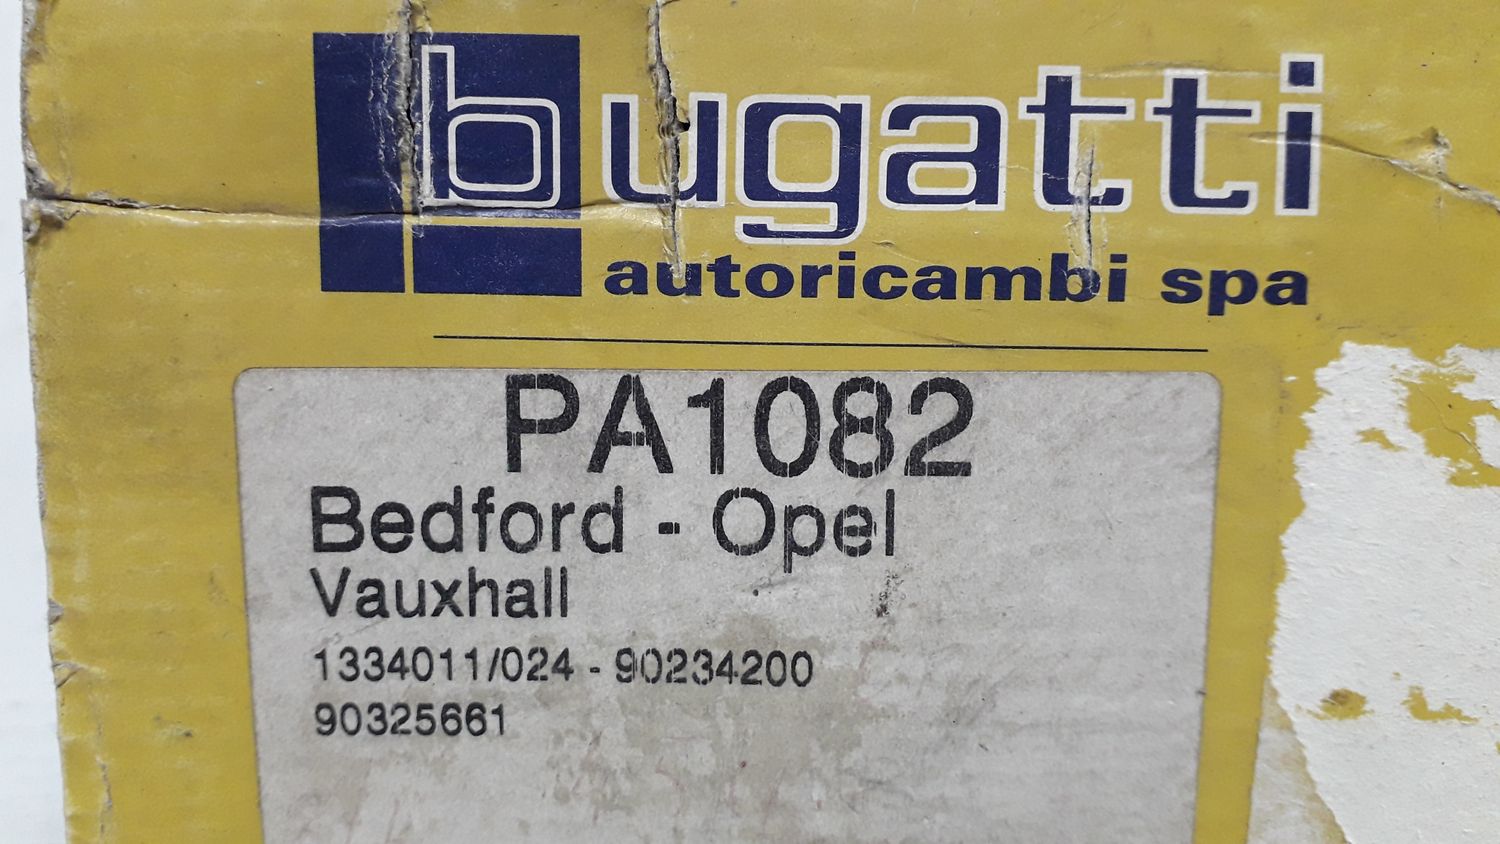 bugatti
autoricambi spa
PA1082
Bedford - Opel
Vauxhall
1334011/024 - 90234200
90325661